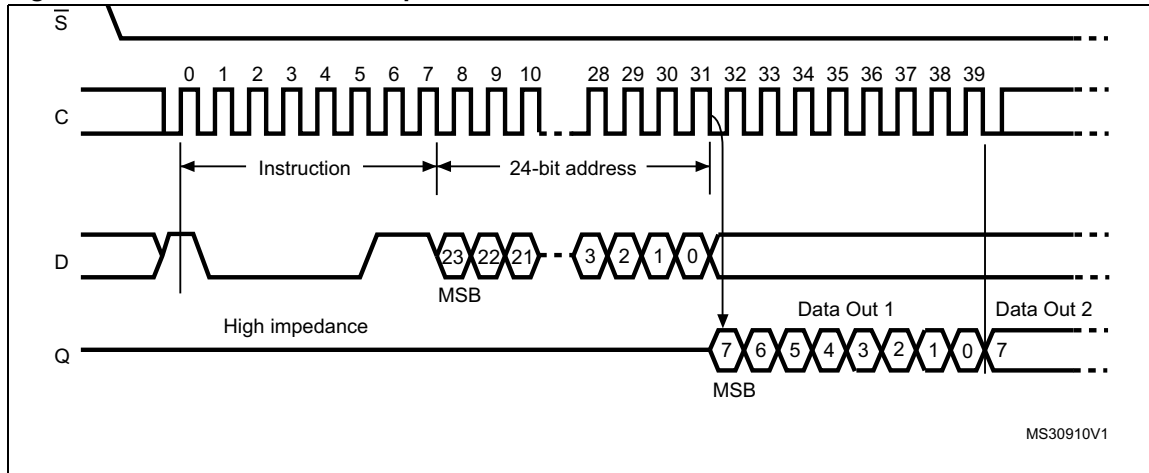 S
0 1 2 3 4 5 6 7 8 9 10 28 29 30 31 32 33 34 35 36 37 38 39
C
Instruction 24-bit address
D 23 22 21 3 2 1 0
MSB
High impedance Data Out 1 Data Out 2
Q 7 6 5 4 3 2 1 0 7
MSB
MS30910V1